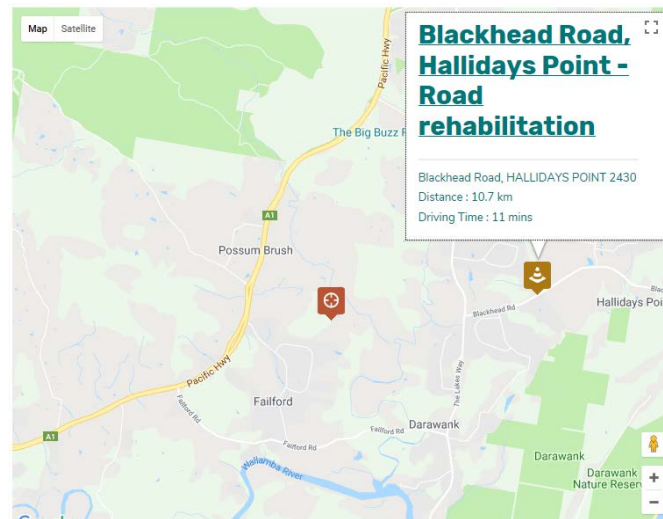 Map Satellite
Blackhead Road,
Hallidays Point -
Road
rehabilitation
Blackhead Road, HALLIDAYS POINT 2430
Distance : 10.7 km
Driving Time : 11 mins
Pacific Hwy
The Big Buzz
A1
Possum Brush
Blackhead Rd
Hallidays Poi
The Lakes Way
Pacific Hwy
Failford Rd
Failford
Darawank
Failford Rd
Failford Rd
A1
Wallamba River
Darawank
Darawank
Nature Reserv